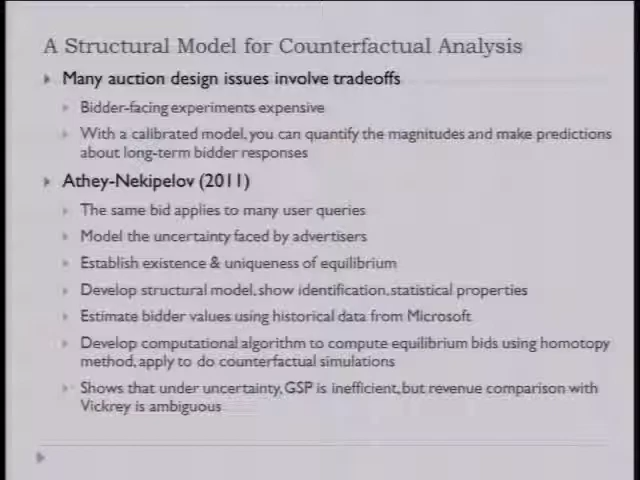 A Structural Model for Counterfactual Analysis
Many auction design issues involve tradeoffs
Bidder-facing experiments expensive
With a calibrated model, you can quantify the magnitudes and make predictions
about long-term bidder responses
Athey-Nekipelov (2011)
The same bid applies to many user queries
Model the uncertainty faced by advertisers
Establish existence & uniqueness of equilibrium
Develop structural model, show identification, statistical properties
Estimate bidder values using historical data from Microsoft
Develop computational algorithm to compute equilibrium bids using homotopy
method, apply to do counterfactual simulations
Shows that under uncertainty, GSP is inefficient, but revenue comparison with
Vickrey is ambiguous